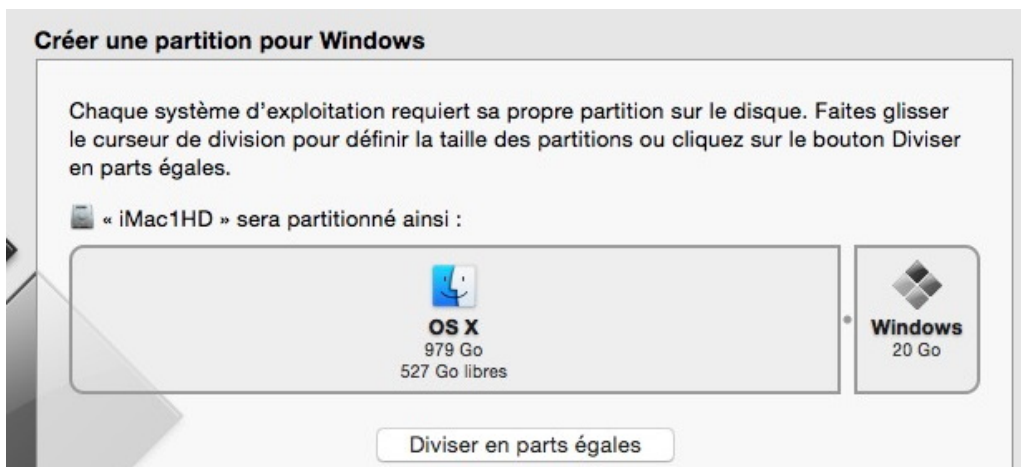 Créer une partition pour Windows
Chaque système d’exploitation requiert sa propre partition sur le disque. Faites glisser
le curseur de division pour définir la taille des partitions ou cliquez sur le bouton Diviser
en parts égales.
« iMac1HD » sera partitionné ainsi :
OS X
979 Go
527 Go libres
Windows
20 Go
Diviser en parts égales